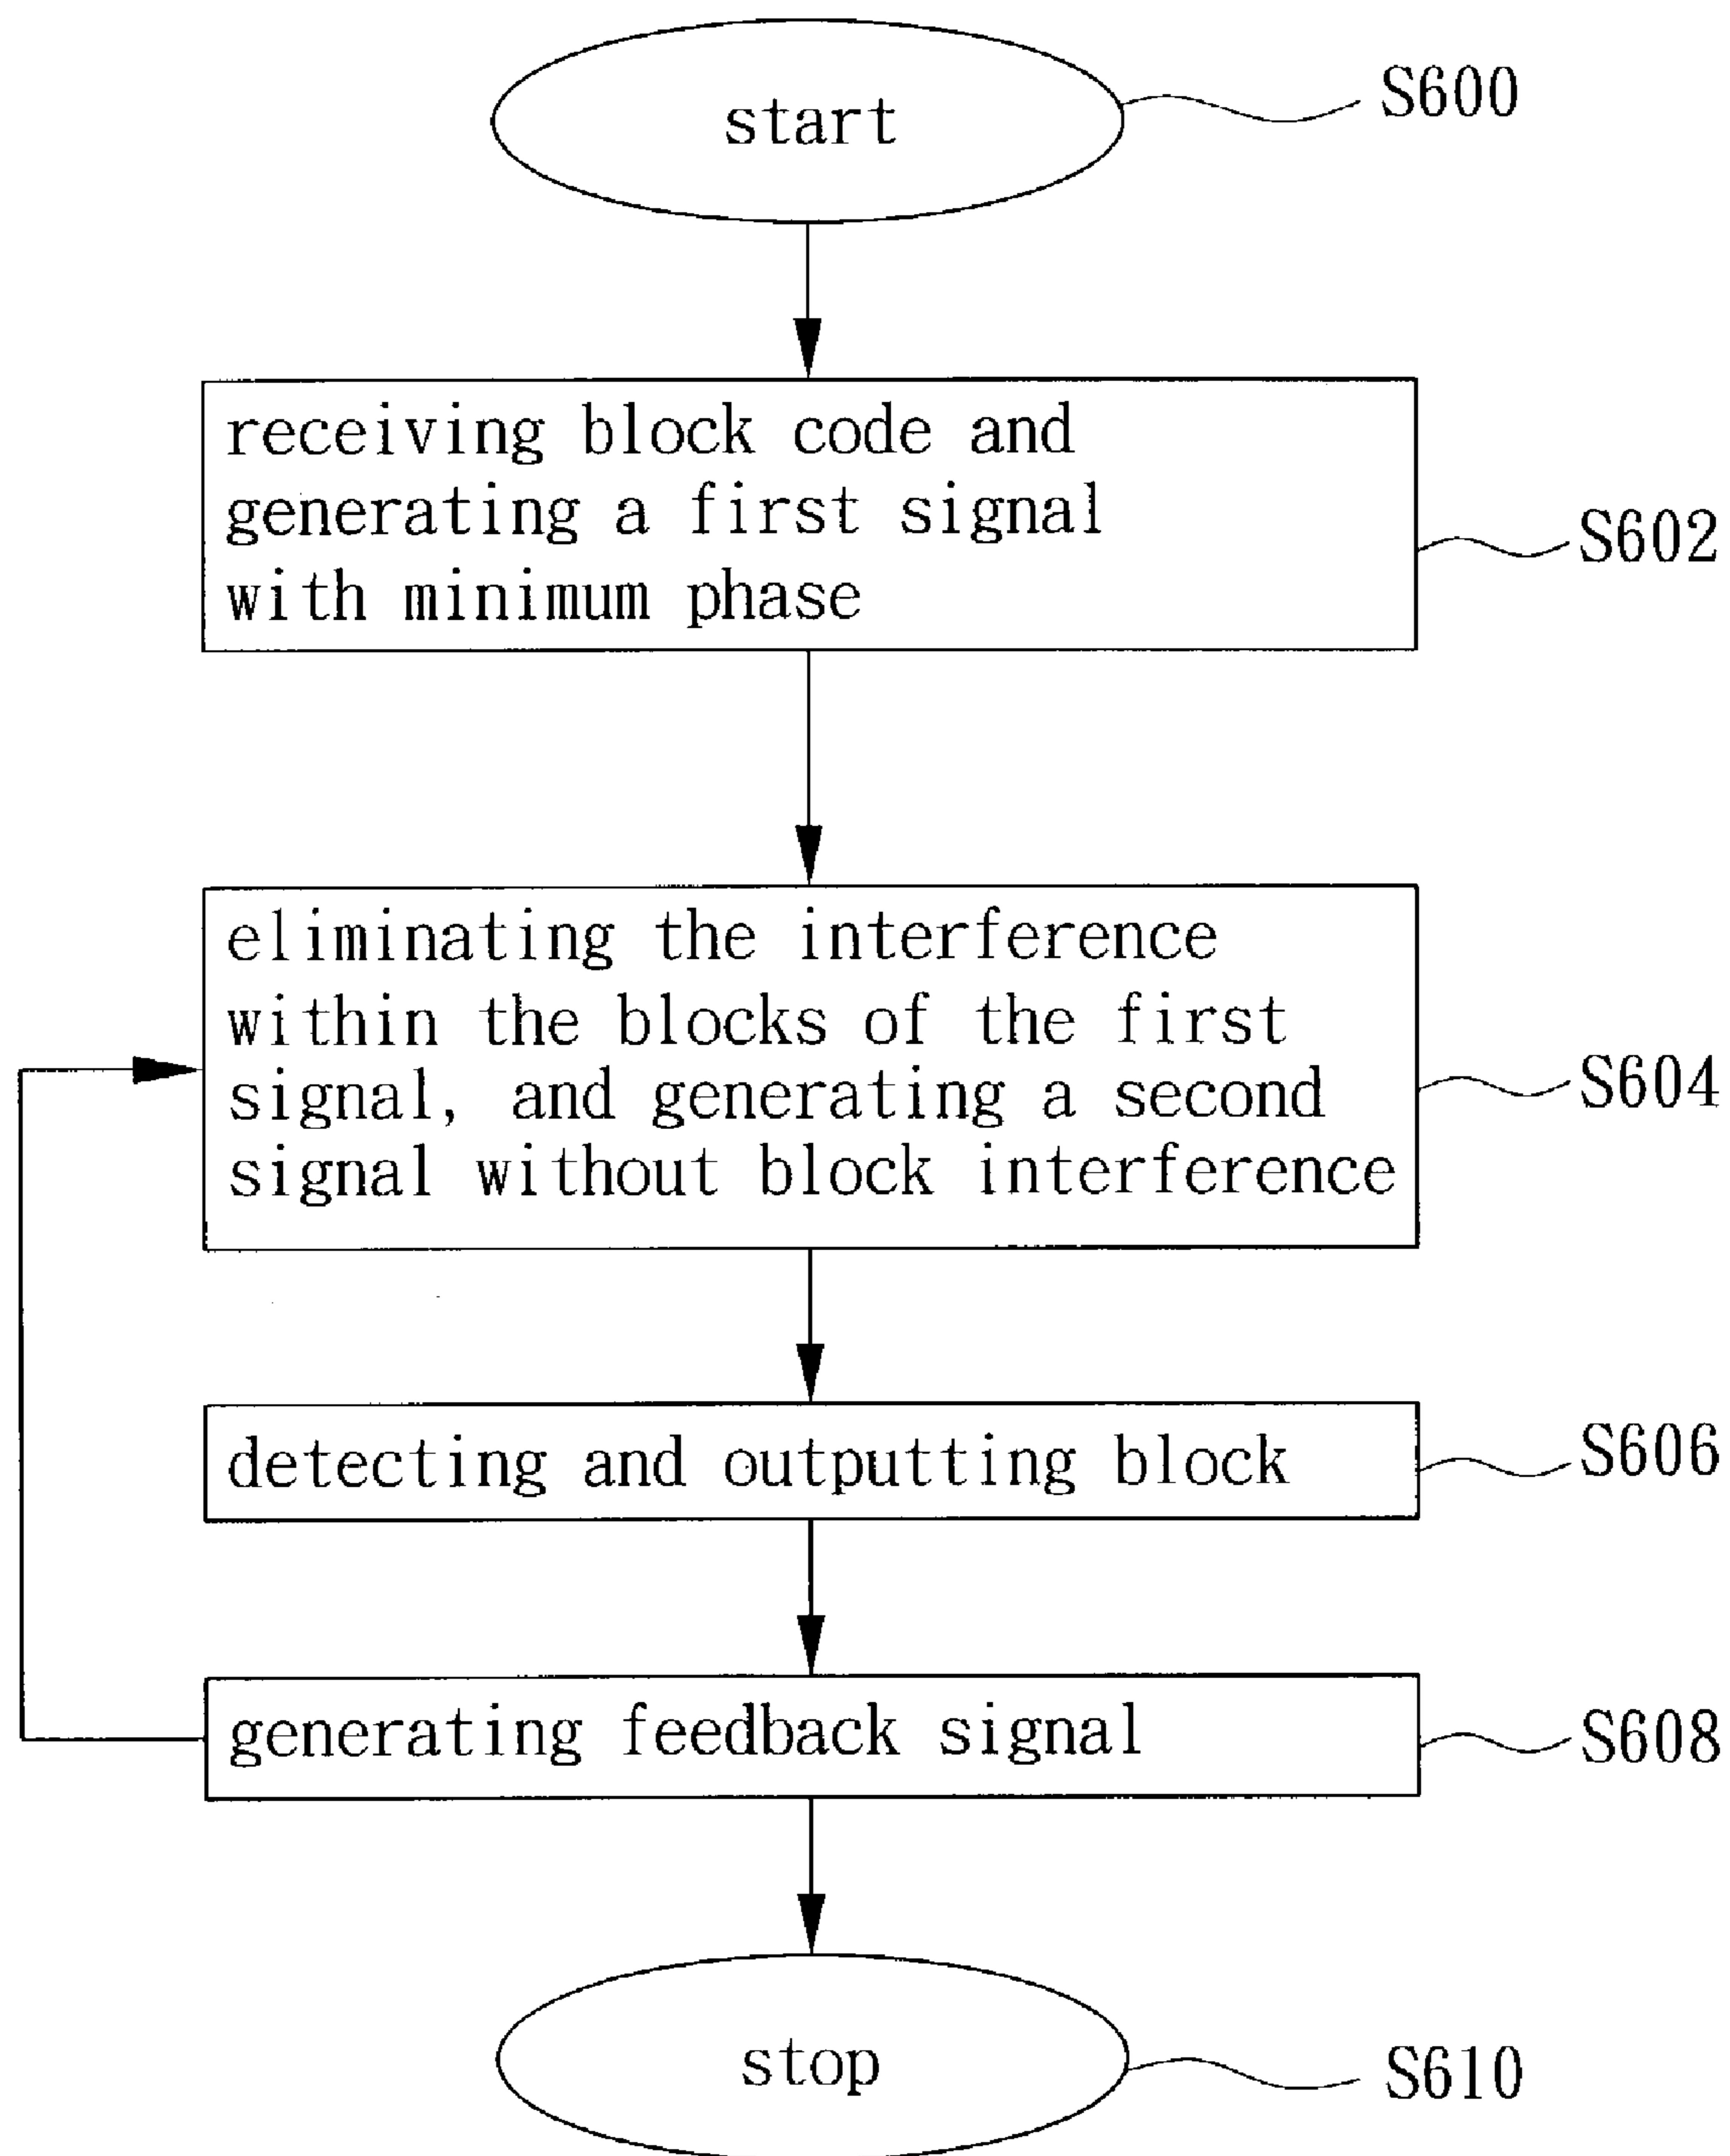 start
S600
receiving block code and
generating a first signal
with minimum phase
S602
eliminating the interference
within the blocks of the first
signal, and generating a second
signal without block interference
S604
detecting and outputting block
S606
generating feedback signal
S608
stop
S610